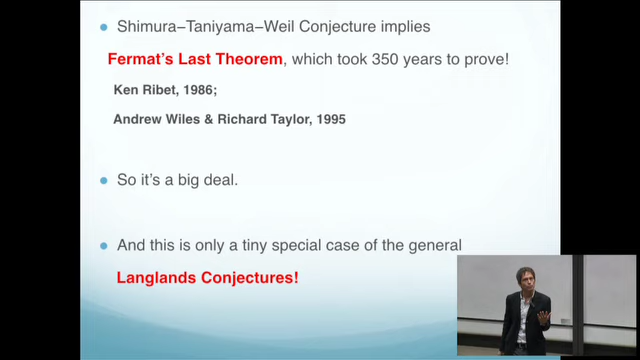 Shimura−Taniyama−Weil Conjecture implies
Fermat's Last Theorem, which took 350 years to prove!
Ken Ribet, 1986;
Andrew Wiles & Richard Taylor, 1995
So it's a big deal.
And this is only a tiny special case of the general
Langlands Conjectures!